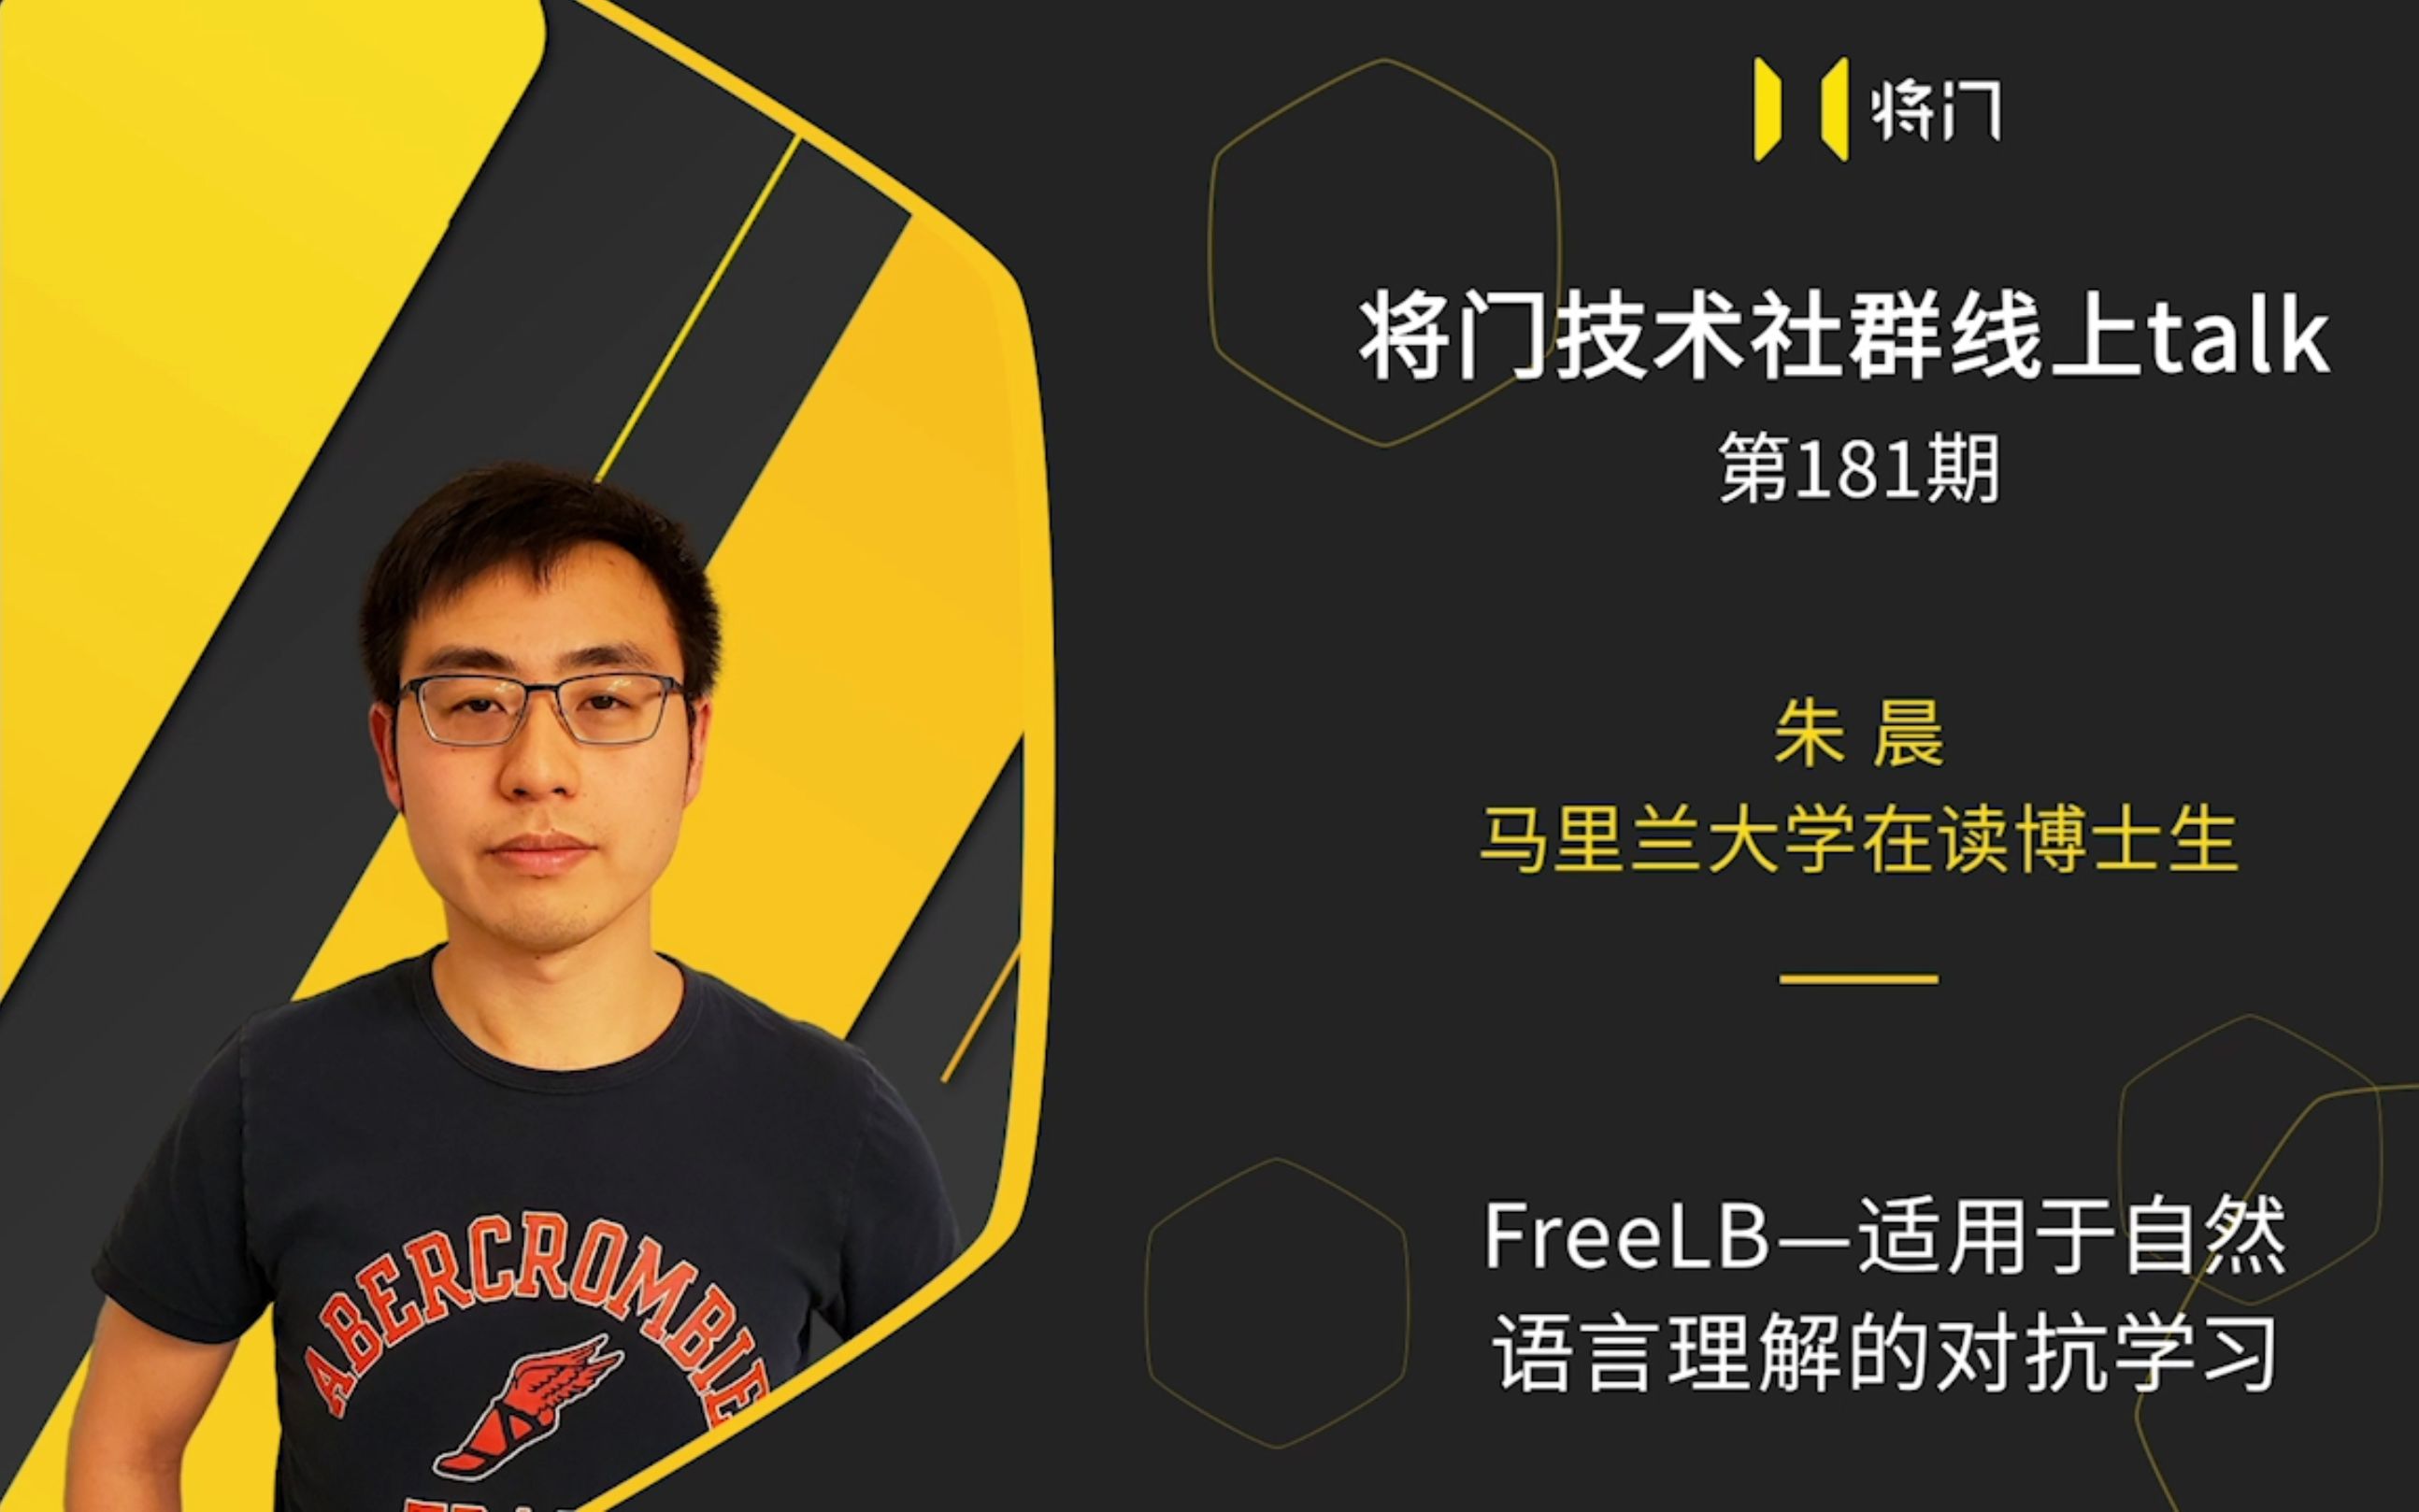 将门
将门技术社群线上talk
第181期
朱 晨
马里兰大学在读博士生
FreeLB—适用于自然
语言理解的对抗学习
ABERCROMBIE